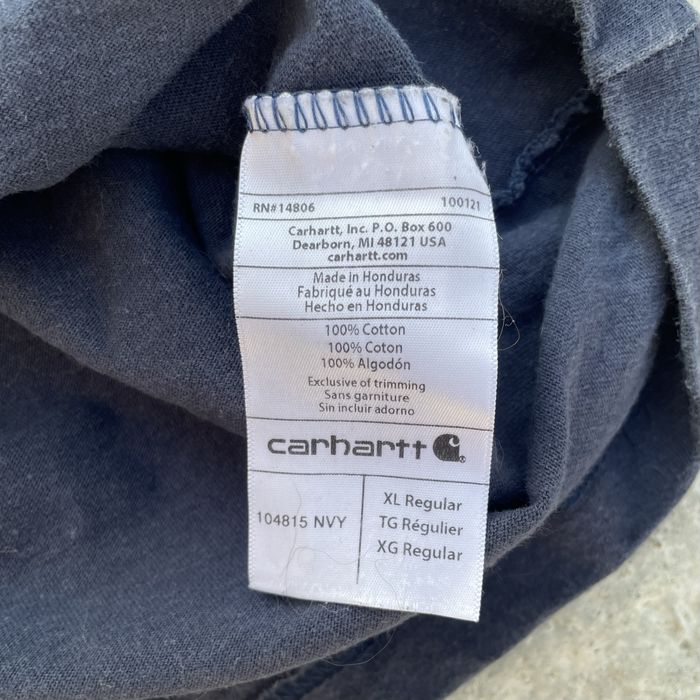 RN#14806 100121
Carhartt, Inc. P.O. Box 600
Dearborn, MI 48121 USA
carhartt.com
Made in Honduras
Fabriqué au Honduras
Hecho en Honduras
100% Cotton
100% Coton
100% Algodón
Exclusive of trimming
Sans garniture
Sin incluir adorno
carhartt
104815 NVY
XL Regular
TG Régulier
XG Regular